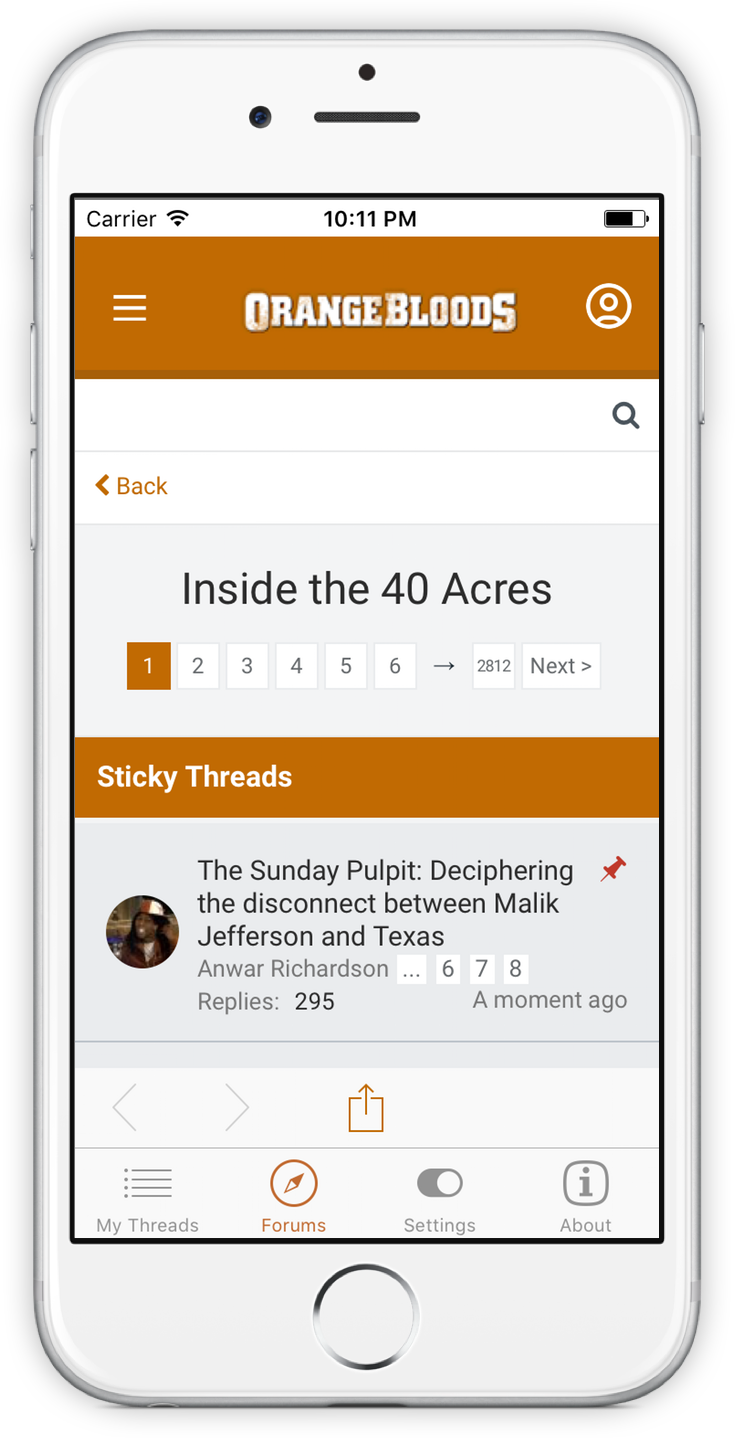 Carrier 10:11 PM
ORANGEBLOODS
Back
Inside the 40 Acres
1 2 3 4 5 6 → 2812 Next >
Sticky Threads
The Sunday Pulpit: Deciphering
the disconnect between Malik
Jefferson and Texas
Anwar Richardson ... 6 7 8
Replies: 295 A moment ago
My Threads Forums Settings About